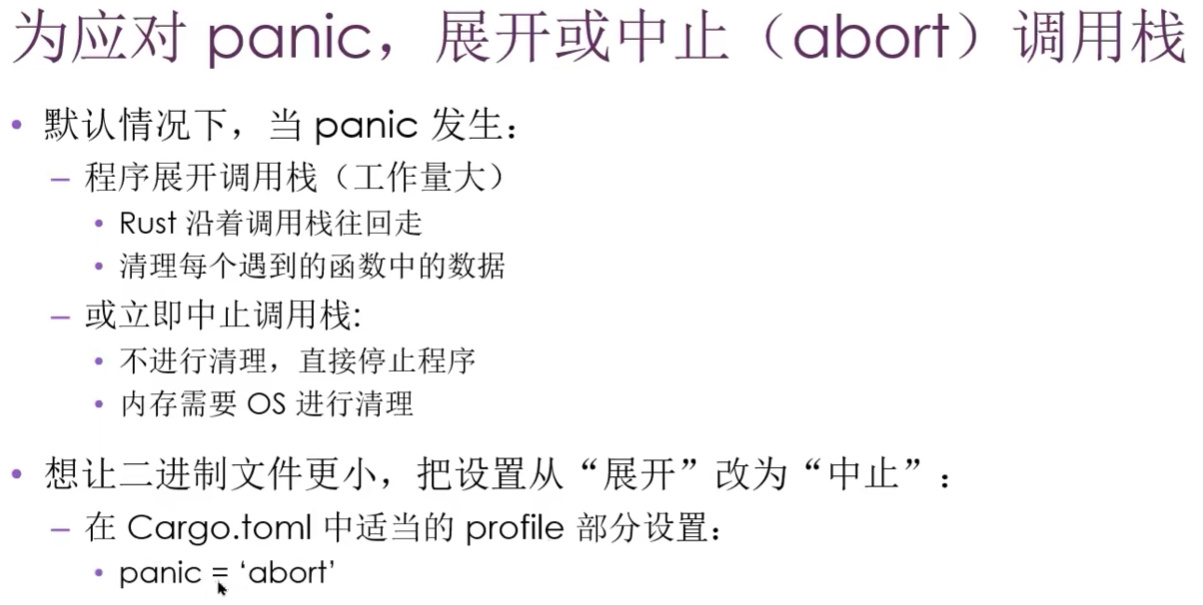 为应对 panic，展开或中止（abort）调用栈
• 默认情况下，当 panic 发生：
– 程序展开调用栈（工作量大）
• Rust 沿着调用栈往回走
• 清理每个遇到的函数中的数据
– 或立即中止调用栈:
• 不进行清理，直接停止程序
• 内存需要 OS 进行清理
• 想让二进制文件更小，把设置从“展开”改为“中止”：
– 在 Cargo.toml 中适当的 profile 部分设置：
• panic = ‘abort’